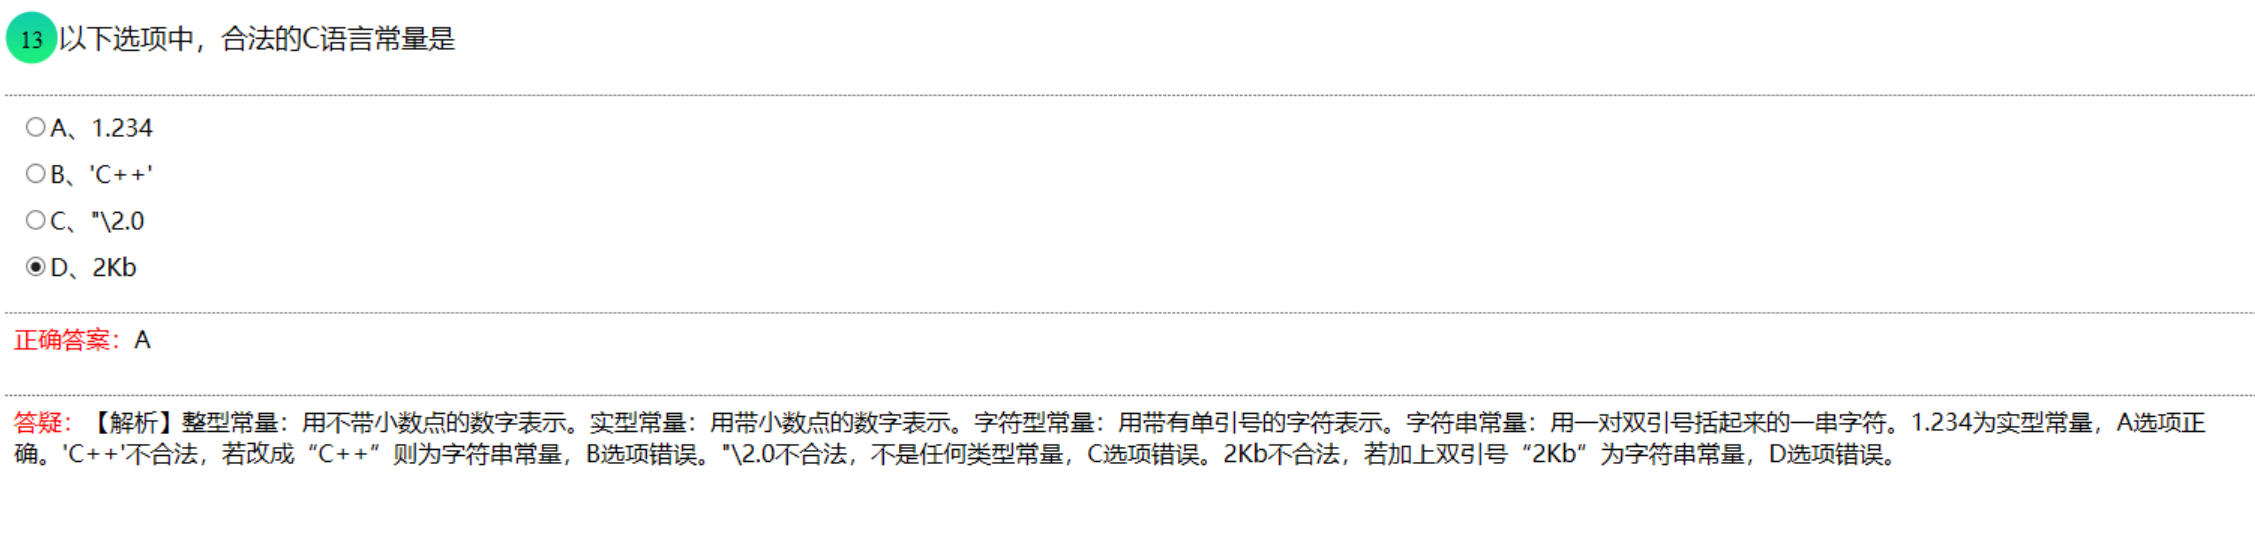 13 以下选项中，合法的C语言常量是
A、1.234
B、'C++'
C、"\2.0
D、2Kb
正确答案：A
答疑：【解析】整型常量：用不带小数点的数字表示。实型常量：用带小数点的数字表示。字符型常量：用带有单引号的字符表示。字符串常量：用一对双引号括起来的一串字符。1.234为实型常量，A选项正
确。'C++'不合法，若改成“C++”则为字符串常量，B选项错误。"\2.0不合法，不是任何类型常量，C选项错误。2Kb不合法，若加上双引号“2Kb”为字符串常量，D选项错误。